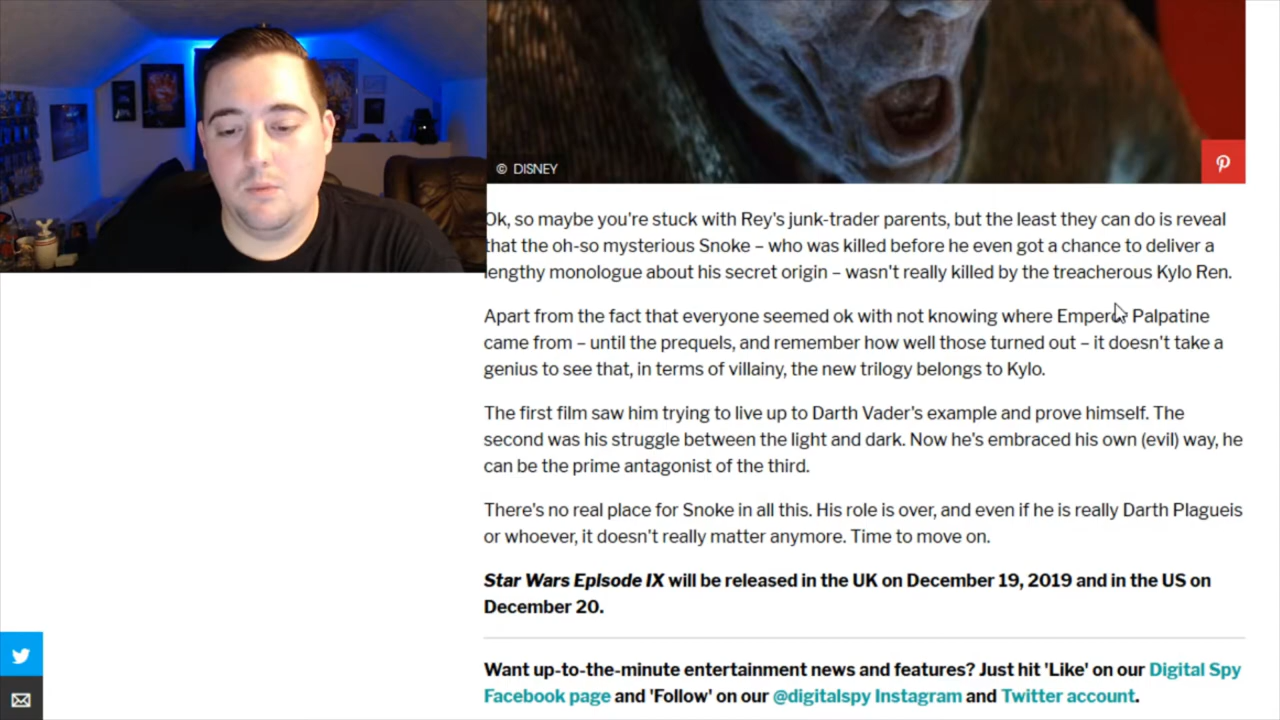 © DISNEY
Ok, so maybe you're stuck with Rey's junk-trader parents, but the least they can do is reveal
that the oh-so mysterious Snoke – who was killed before he even got a chance to deliver a
lengthy monologue about his secret origin – wasn't really killed by the treacherous Kylo Ren.
Apart from the fact that everyone seemed ok with not knowing where Emperor Palpatine
came from – until the prequels, and remember how well those turned out – it doesn't take a
genius to see that, in terms of villainy, the new trilogy belongs to Kylo.
The first film saw him trying to live up to Darth Vader's example and prove himself. The
second was his struggle between the light and dark. Now he's embraced his own (evil) way, he
can be the prime antagonist of the third.
There's no real place for Snoke in all this. His role is over, and even if he is really Darth Plagueis
or whoever, it doesn't really matter anymore. Time to move on.
Star Wars Episode IX will be released in the UK on December 19, 2019 and in the US on
December 20.
Want up-to-the-minute entertainment news and features? Just hit 'Like' on our Digital Spy
Facebook page and 'Follow' on our @digitalspy Instagram and Twitter account.